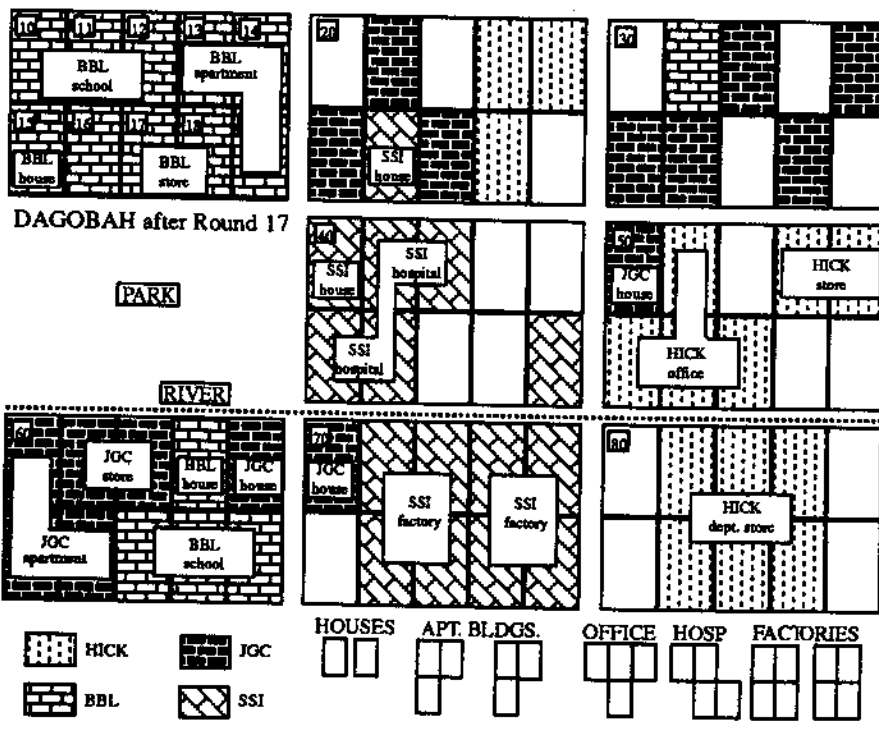 10 11 12 13 14
BBL
school
BBL
apartment
15 16 17 18
BBL
house
BBL
store
20
SSI
house
30
DAGOBAH after Round 17
PARK
RIVER
40
SSI
house
SSI
hospital
SSI
hospital
50
JGC
house
HICK
store
HICK
office
60
JGC
store
BBL
house
JGC
house
JGC
apartment
BBL
school
70
JGC
house
SSI
factory
SSI
factory
80
HICK
dept. store
HICK
JGC
BBL
SSI
HOUSES APT. BLDGS. OFFICE HOSP FACTORIES